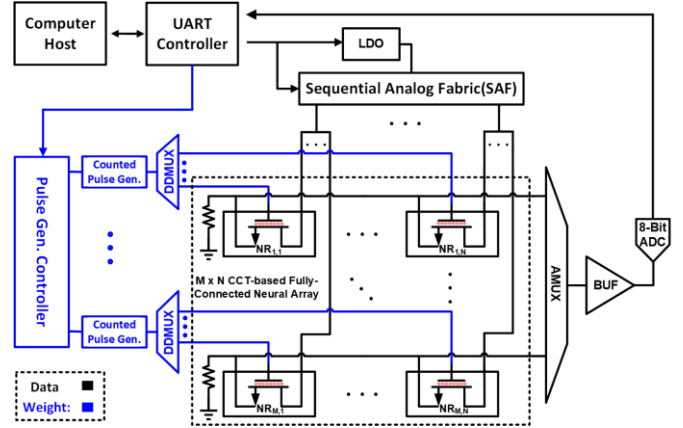 Computer
Host
UART
Controller
LDO
Sequential Analog Fabric(SAF)
Pulse Gen. Controller
Counted
Pulse Gen.
DDMUX
NR1,1
NR1,N
M x N CCT-based Fully-
Connected Neural Array
AMUX
BUF
8-Bit
ADC
Counted
Pulse Gen.
DDMUX
NRM,1
NRM,N
Data
Weight: